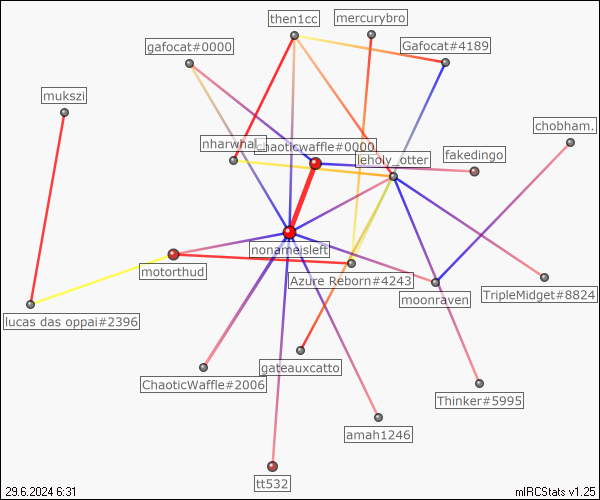 then1cc
mercurybro
gafocat#0000
Gafocat#4189
mukszi
chobham.
nharwhal_
chaoticwaffle#0000
leholy_otter
fakedingo
nonameisleft
motorthud
Azure Reborn#4243
moonraven
TripleMidget#8824
lucas das oppai#2396
gateauxcatto
ChaoticWaffle#2006
Thinker#5995
amah1246
tt532
29.6.2024 6:31
mIRCStats v1.25